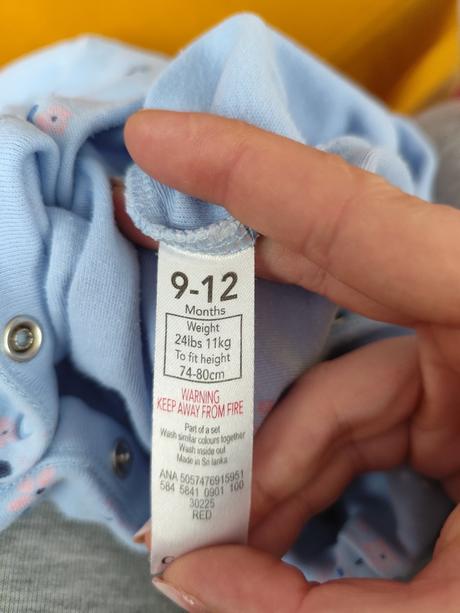 9-12
Months
Weight
24lbs 11kg
To fit height
74-80cm
WARNING
KEEP AWAY FROM FIRE
Part of a set
Wash similar colours together
Wash inside out
Made in Sri lanka
ANA 5057476915951
584 5841 0901 100
30225
RED